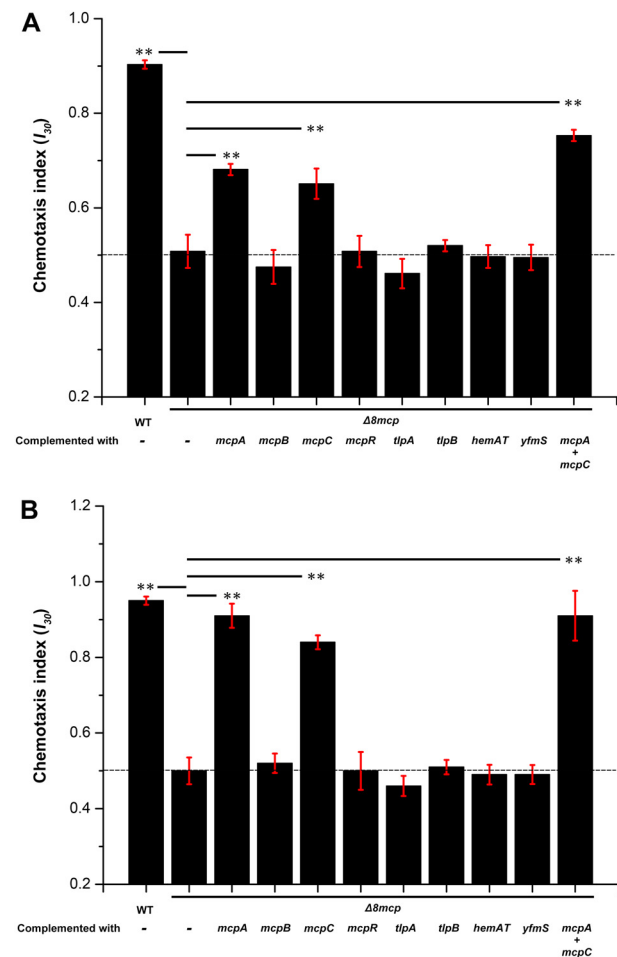 A
1.0
0.8
0.6
0.4
0.2
Chemotaxis index (I30)
**
**
**
**
WT
Δ8mcp
Complemented with - - mcpA mcpB mcpC mcpR tlpA tlpB hemAT yfmS mcpA
+
mcpC
B
1.2
1.0
0.8
0.6
0.4
0.2
Chemotaxis index (I30)
**
**
**
**
WT
Δ8mcp
Complemented with - - mcpA mcpB mcpC mcpR tlpA tlpB hemAT yfmS mcpA
+
mcpC